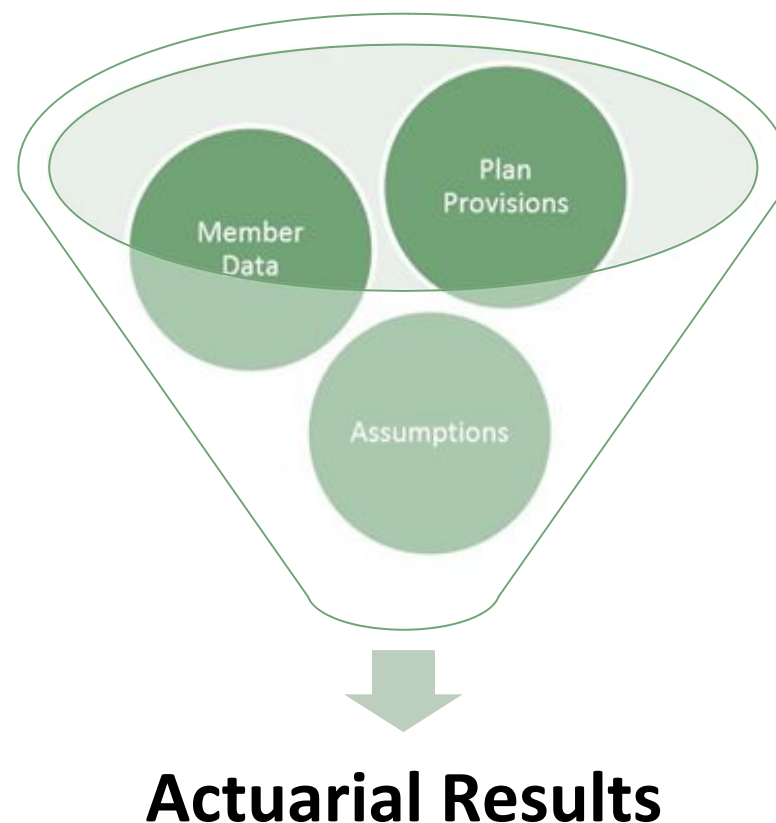 Plan
Provisions
Member
Data
Assumptions
Actuarial Results